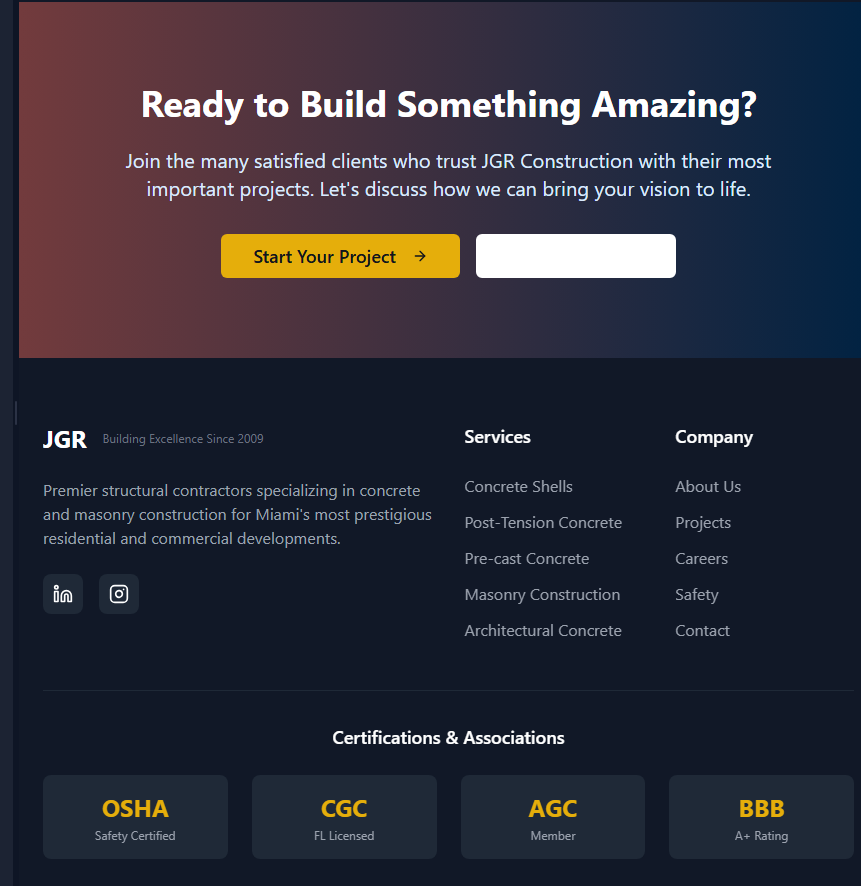 Ready to Build Something Amazing?
Join the many satisfied clients who trust JGR Construction with their most
important projects. Let's discuss how we can bring your vision to life.
Start Your Project →
JGR Building Excellence Since 2009
Premier structural contractors specializing in concrete
and masonry construction for Miami's most prestigious
residential and commercial developments.
in
Services
Concrete Shells
Post-Tension Concrete
Pre-cast Concrete
Masonry Construction
Architectural Concrete
Company
About Us
Projects
Careers
Safety
Contact
Certifications & Associations
OSHA
Safety Certified
CGC
FL Licensed
AGC
Member
BBB
A+ Rating